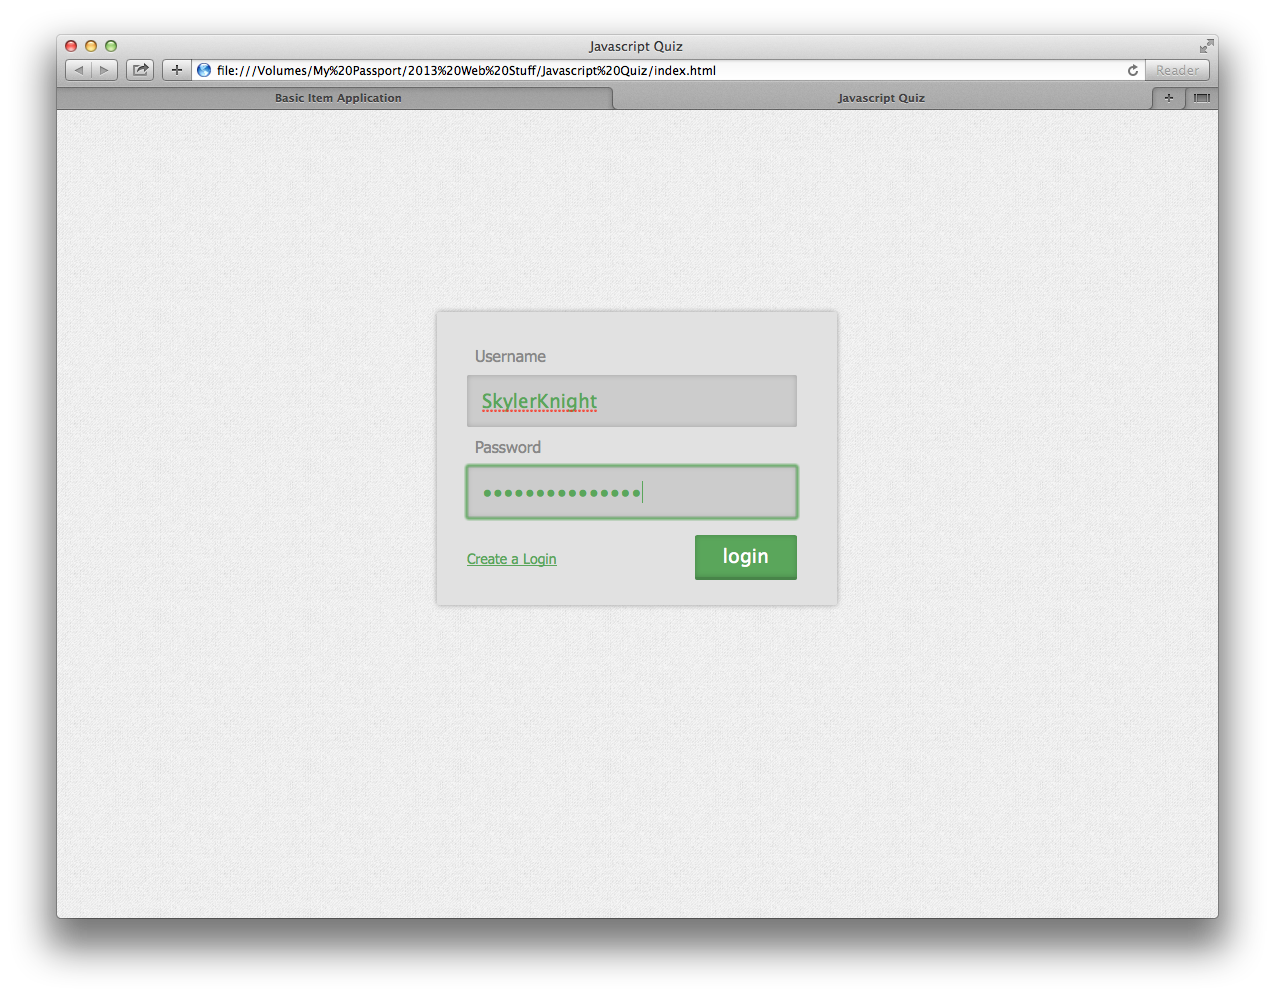 Javascript Quiz
file:///Volumes/My%20Passport/2013%20Web%20Stuff/Javascript%20Quiz/index.html
Reader
Basic Item Application
Javascript Quiz
Username
SkylerKnight
Password
Create a Login
login